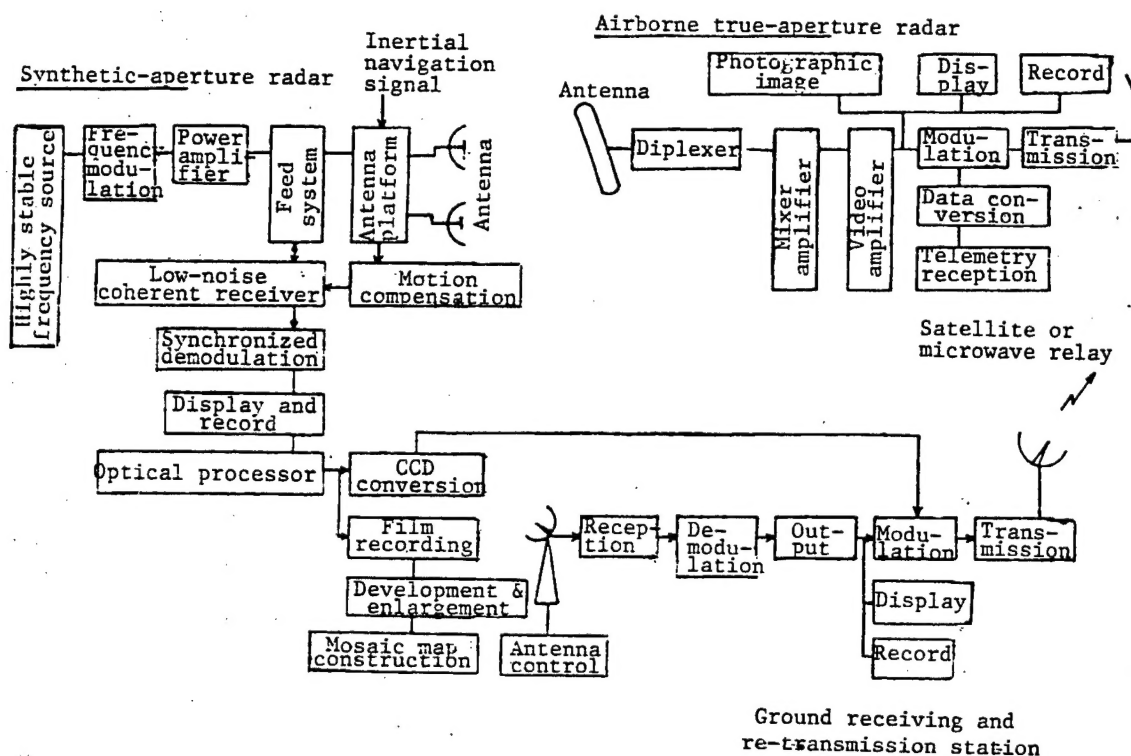 Synthetic-aperture radar
Inertial
navigation
signal
Highly stable
frequency source
Fre-
quenc-
modu-
lation
Power
amplif-
fier
Feed
system
Antenna
platform
Antenna
Low-noise
coherent receiver
Motion
compensation
Synchronized
demodulation
Display and
record
Optical processor
CCD
conversion
Film
recording
Development &
enlargement
Mosaic map
construction
Airborne true-aperture radar
Photographic
image
Dis-
play
Record
Antenna
Diplexer
Mixer
amplifier
Video
amplifier
Modu-
lation
Trans-
mission
Data con-
version
Telemetry
reception
Satellite or
microwave relay
Antenna
control
Recep-
tion
De-
modu-
lation
Out-
put
Modu-
lation
Trans-
mission
Display
Record
Ground receiving and
re-transmission station